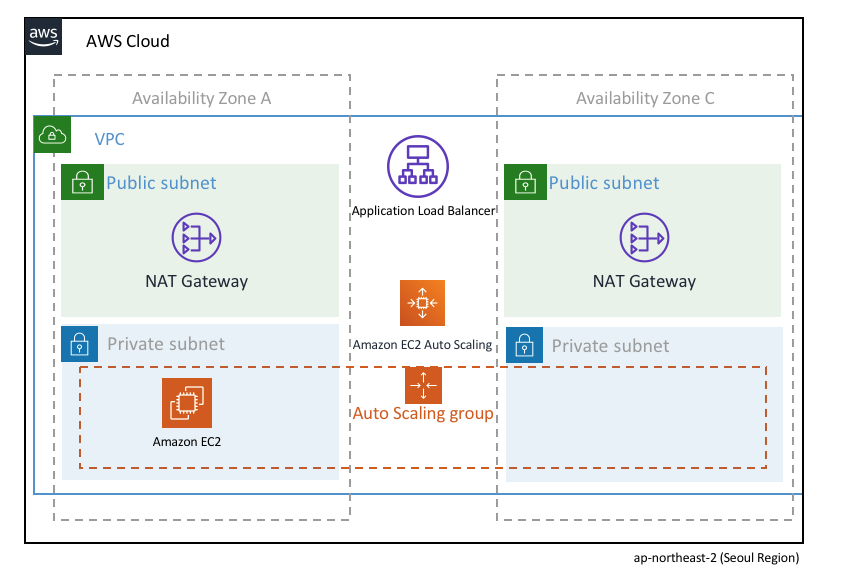 aws
AWS Cloud
Availability Zone A
Availability Zone C
VPC
Public subnet
Public subnet
Application Load Balancer
NAT Gateway
NAT Gateway
Amazon EC2 Auto Scaling
Private subnet
Private subnet
Auto Scaling group
Amazon EC2
ap-northeast-2 (Seoul Region)